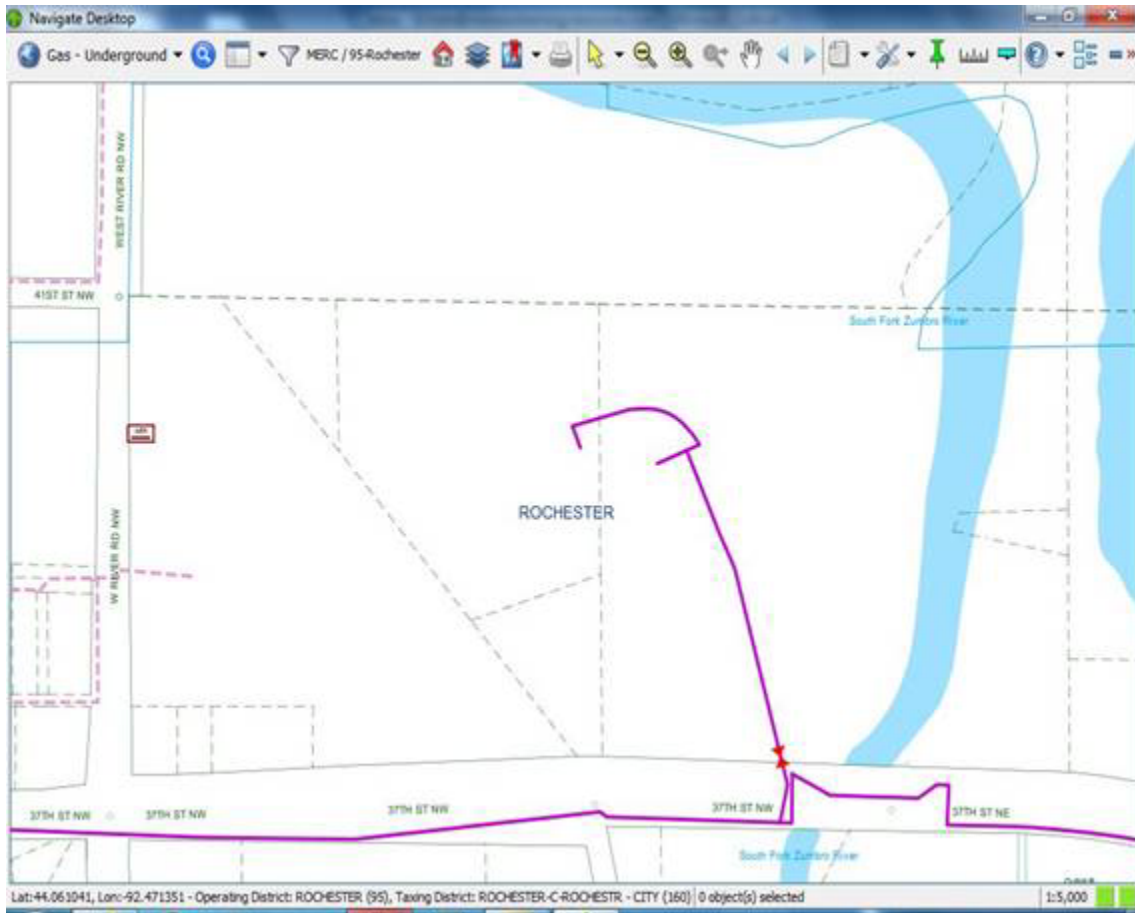 Navigate Desktop
Gas - Underground
MERC / 95-Rochester
WEST RIVER RD NW
41ST ST NW
South Fork Zumbro River
ROCHESTER
W RIVER RD NW
37TH ST NW
37TH ST NW
37TH ST NW
37TH ST NW
37TH ST NE
South Fork Zumbro River
Lat:44.061041, Lon:-92.471351 - Operating District: ROCHESTER (95), Taxing District: ROCHESTER-C-ROCHESTR - CITY (160) 0 object(s) selected 1:5,000